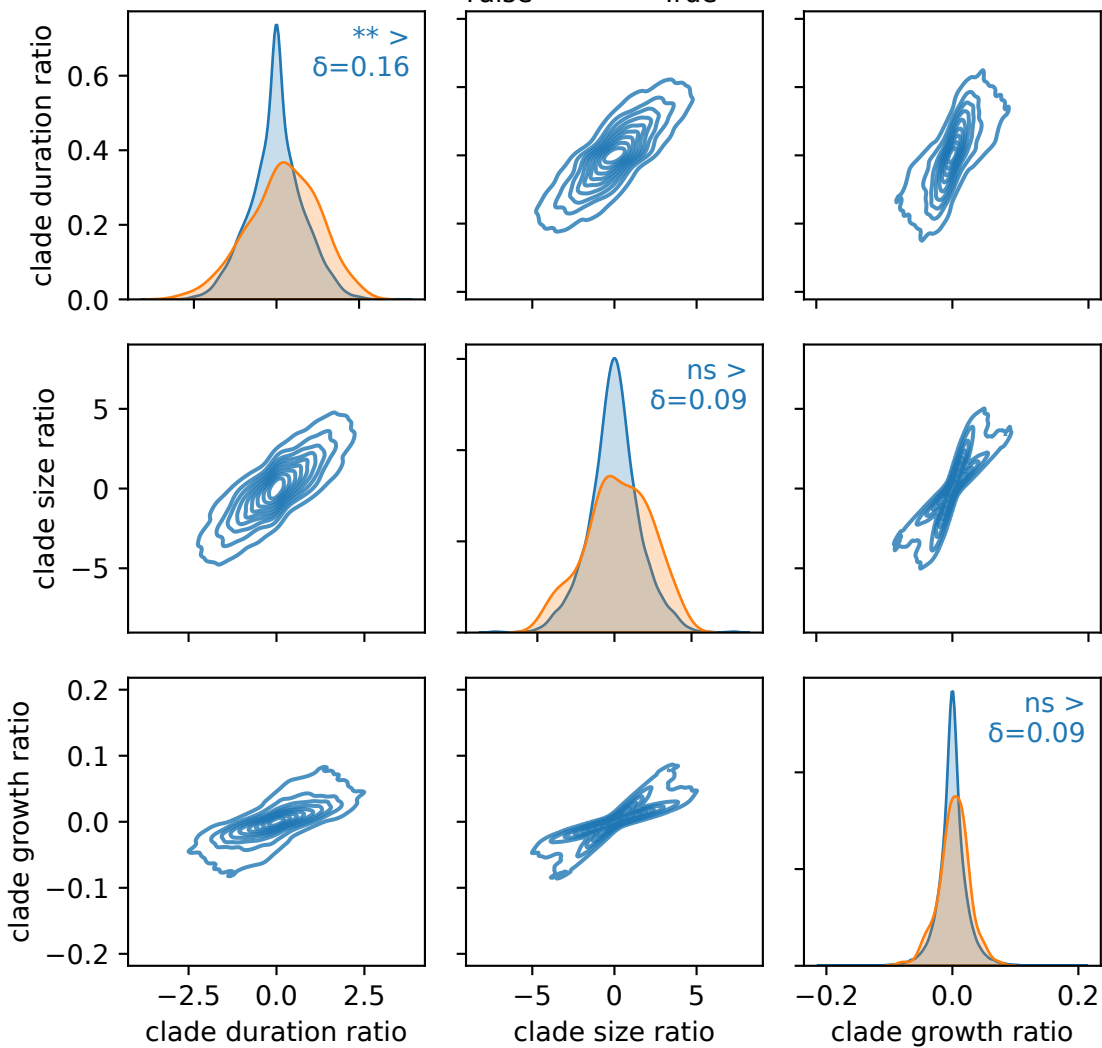 False True
clade duration ratio
0.6
0.4
0.2
0.0
** >
δ=0.16
clade size ratio
5
0
−5
ns >
δ=0.09
clade growth ratio
0.2
0.1
0.0
−0.1
−0.2
ns >
δ=0.09
−2.5 0.0 2.5
−5 0 5
−0.2 0.0 0.2
clade duration ratio
clade size ratio
clade growth ratio